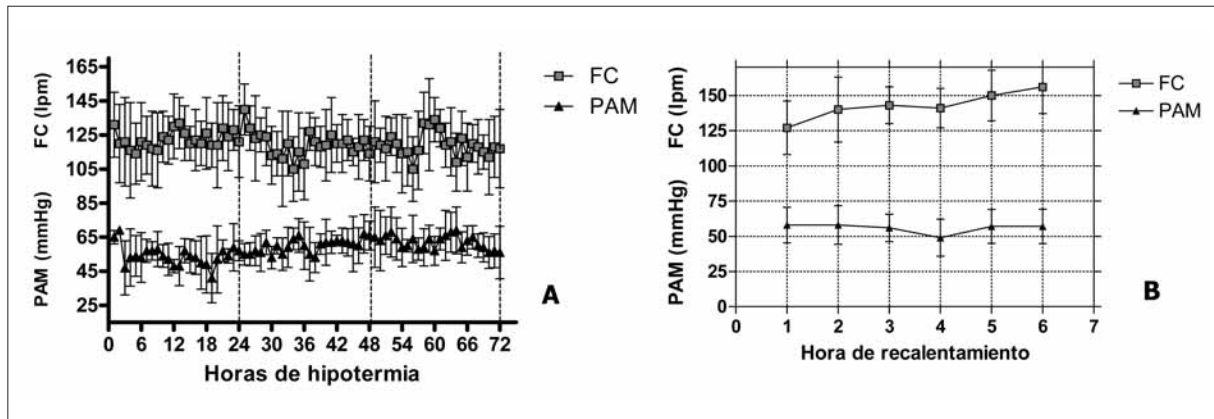 165
145
125
105
85
65
45
25
FC (lpm)
PAM (mmHg)
0 6 12 18 24 30 36 42 48 54 60 66 72
Horas de hipotermia
FC
PAM
A
150
125
100
75
50
25
0
FC (lpm)
PAM (mmHg)
0 1 2 3 4 5 6 7
Hora de recalentamiento
FC
PAM
B